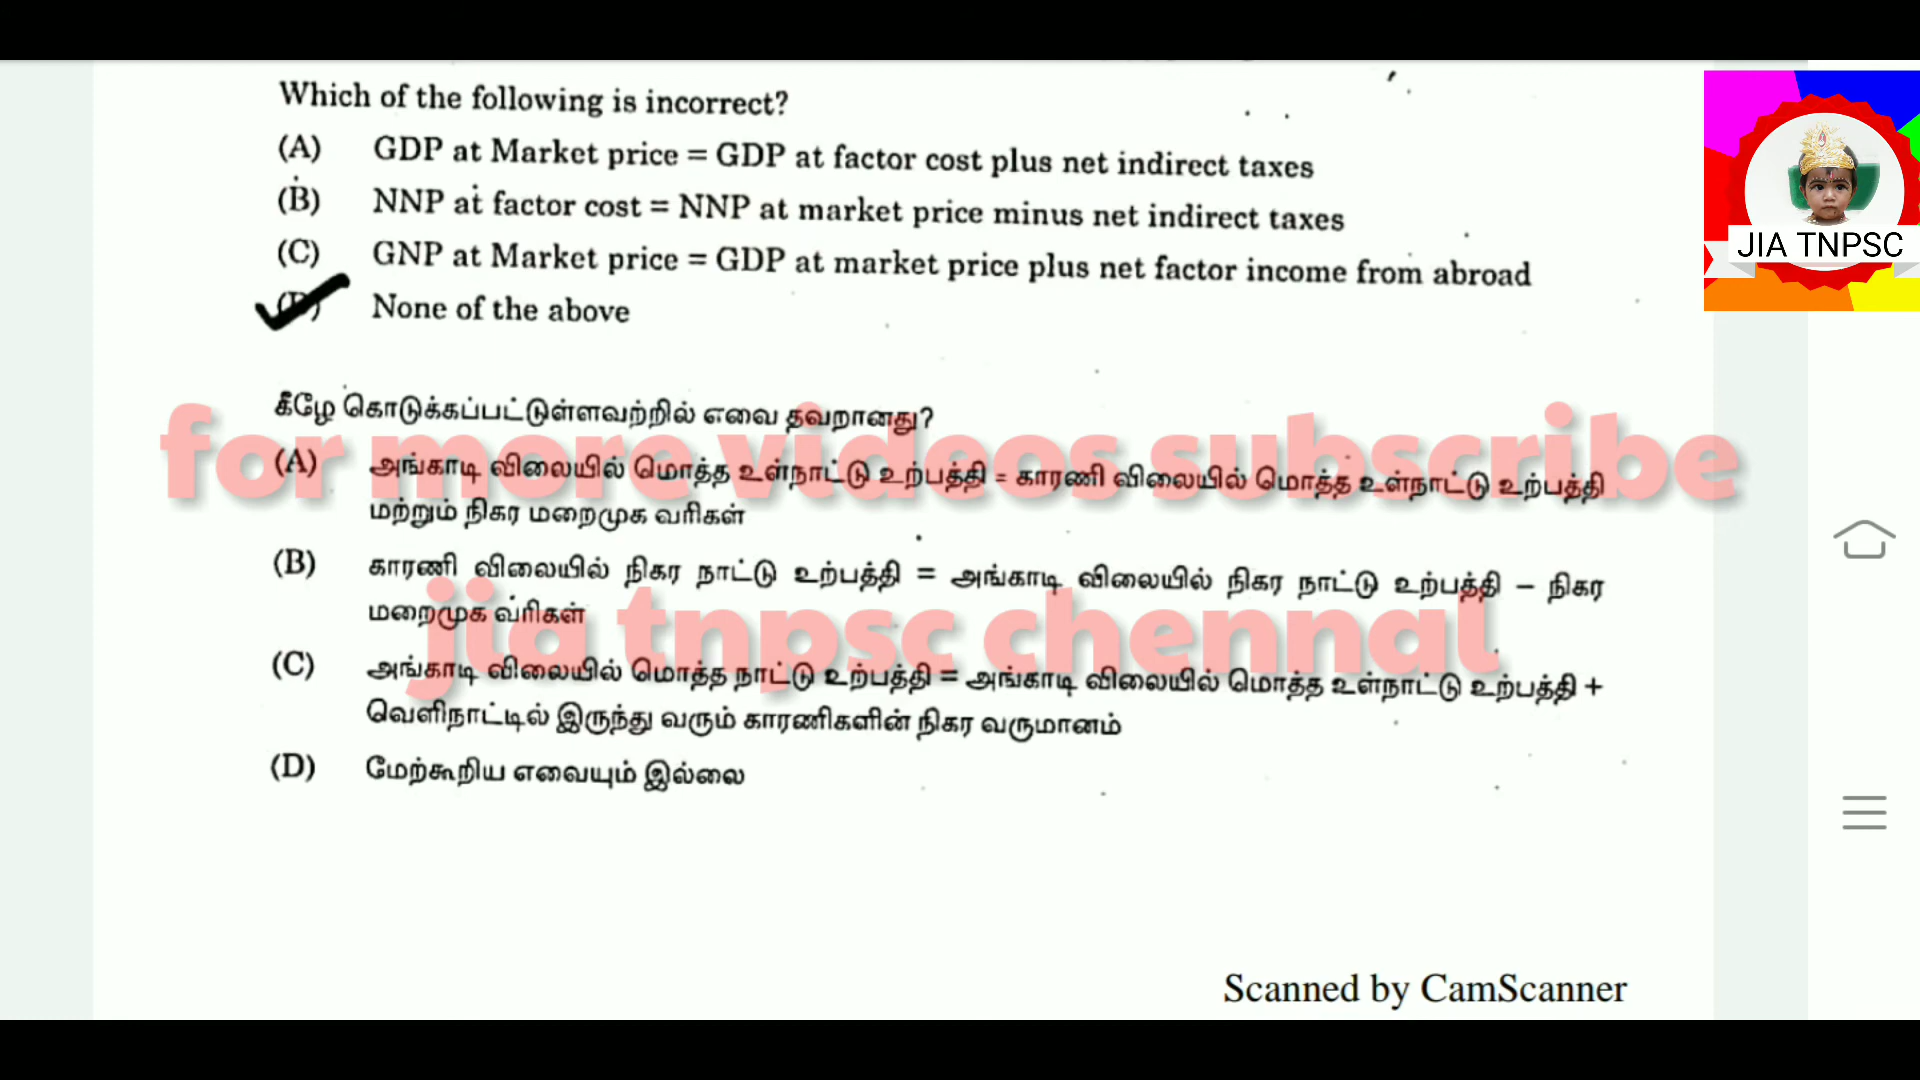 Which of the following is incorrect?
(A) GDP at Market price = GDP at factor cost plus net indirect taxes
(B) NNP at factor cost = NNP at market price minus net indirect taxes
(C) GNP at Market price = GDP at market price plus net factor income from abroad
(D) None of the above
JIA TNPSC
கீழே கொடுக்கப்பட்டுள்ளவற்றில் எவை தவறானது?
for more videos subscribe
(A) அங்காடி விலையில் மொத்த உள்நாட்டு உற்பத்தி = காரணி விலையில் மொத்த உள்நாட்டு உற்பத்தி
மற்றும் நிகர மறைமுக வரிகள்
(B) காரணி விலையில் நிகர நாட்டு உற்பத்தி = அங்காடி விலையில் நிகர நாட்டு உற்பத்தி – நிகர
மறைமுக வரிகள்
jia tnpsc chennal
(C) அங்காடி விலையில் மொத்த நாட்டு உற்பத்தி = அங்காடி விலையில் மொத்த உள்நாட்டு உற்பத்தி +
வெளிநாட்டில் இருந்து வரும் காரணிகளின் நிகர வருமானம்
(D) மேற்கூறிய எவையும் இல்லை
Scanned by CamScanner